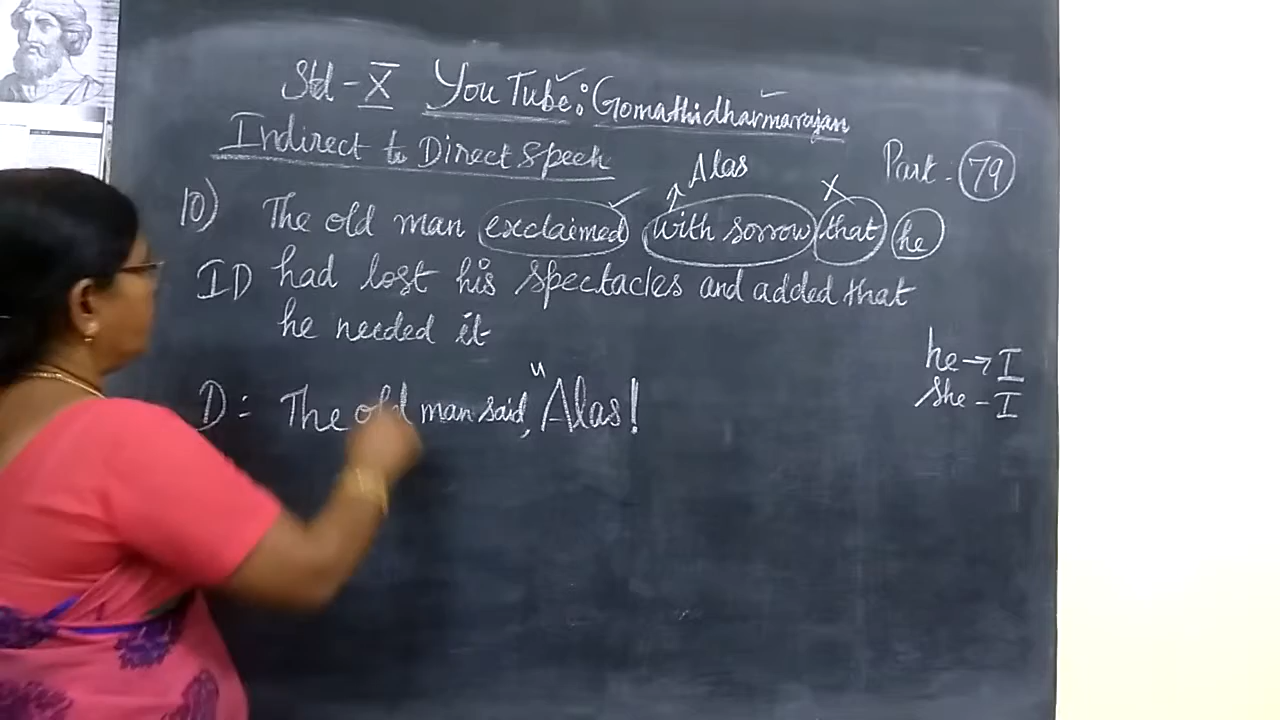 Std - X YouTube: Gomathidharmarajan
Indirect to Direct Speech
Part - 79
Alas
10) The old man exclaimed with sorrow that he
ID had lost his spectacles and added that
he needed it
he → I
She - I
D: The old man said, "Alas!